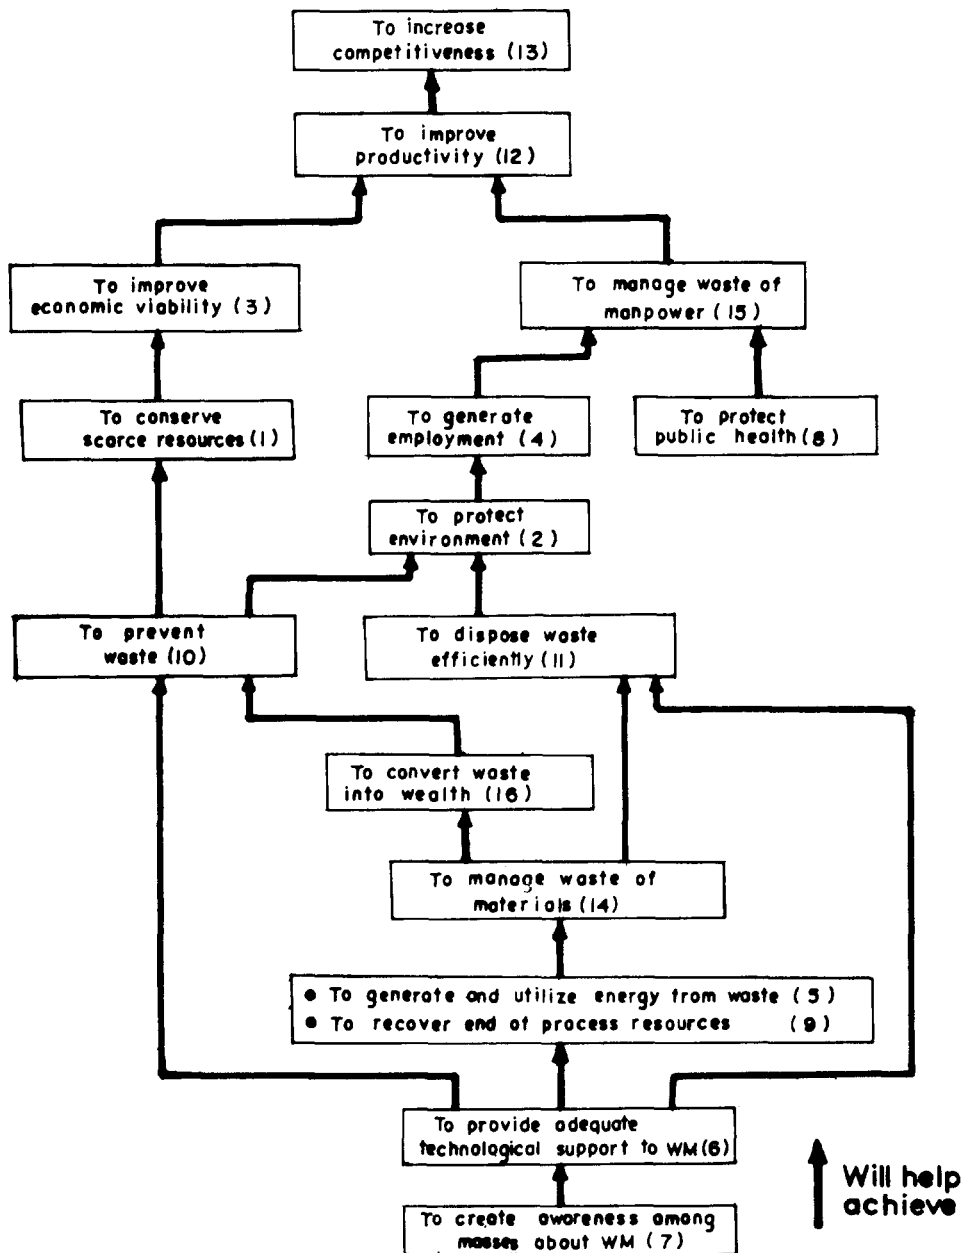 To increase
competitiveness (13)
To improve
productivity (12)
To improve
economic viability (3)
To manage waste of
manpower (15)
To conserve
scarce resources (1)
To generate
employment (4)
To protect
public health (8)
To protect
environment (2)
To prevent
waste (10)
To dispose waste
efficiently (11)
To convert waste
into wealth (16)
To manage waste of
materials (14)
• To generate and utilize energy from waste (5)
• To recover end of process resources (9)
To provide adequate
technological support to WM (6)
To create awareness among
masses about WM (7)
Will help
achieve